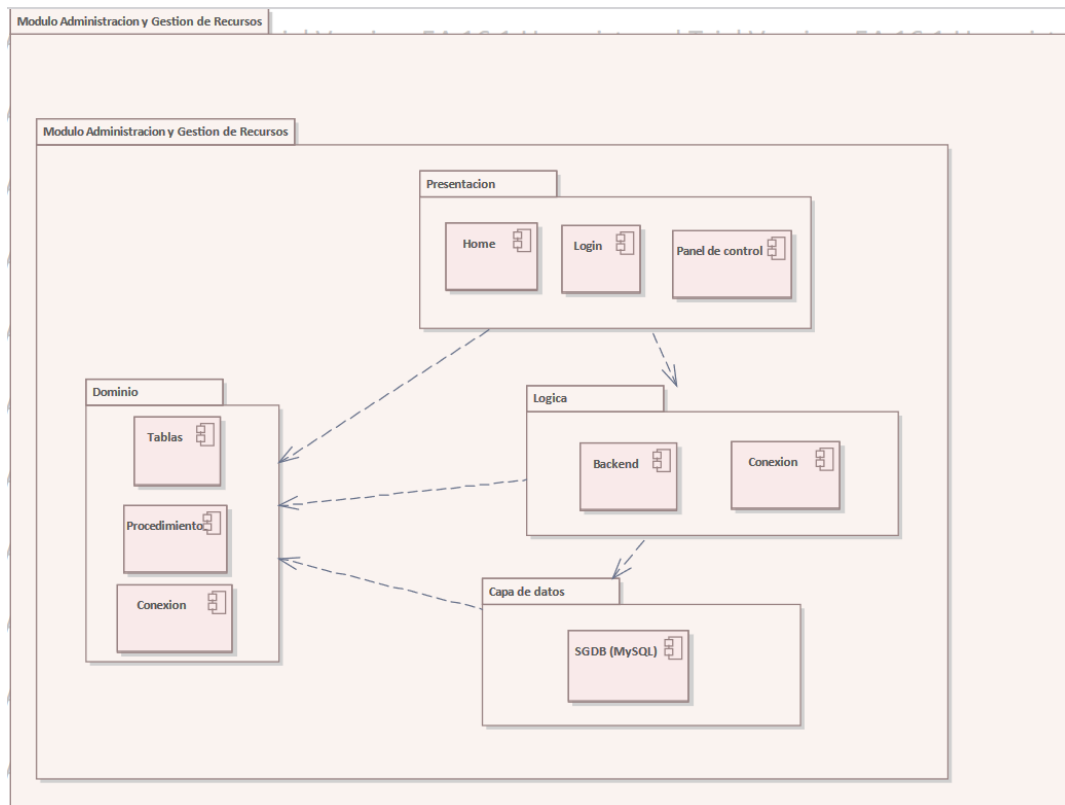 Modulo Administracion y Gestion de Recursos
Modulo Administracion y Gestion de Recursos
Presentacion
Home
Login
Panel de control
Dominio
Tablas
Procedimiento
Conexion
Logica
Backend
Conexion
Capa de datos
SGDB (MySQL)